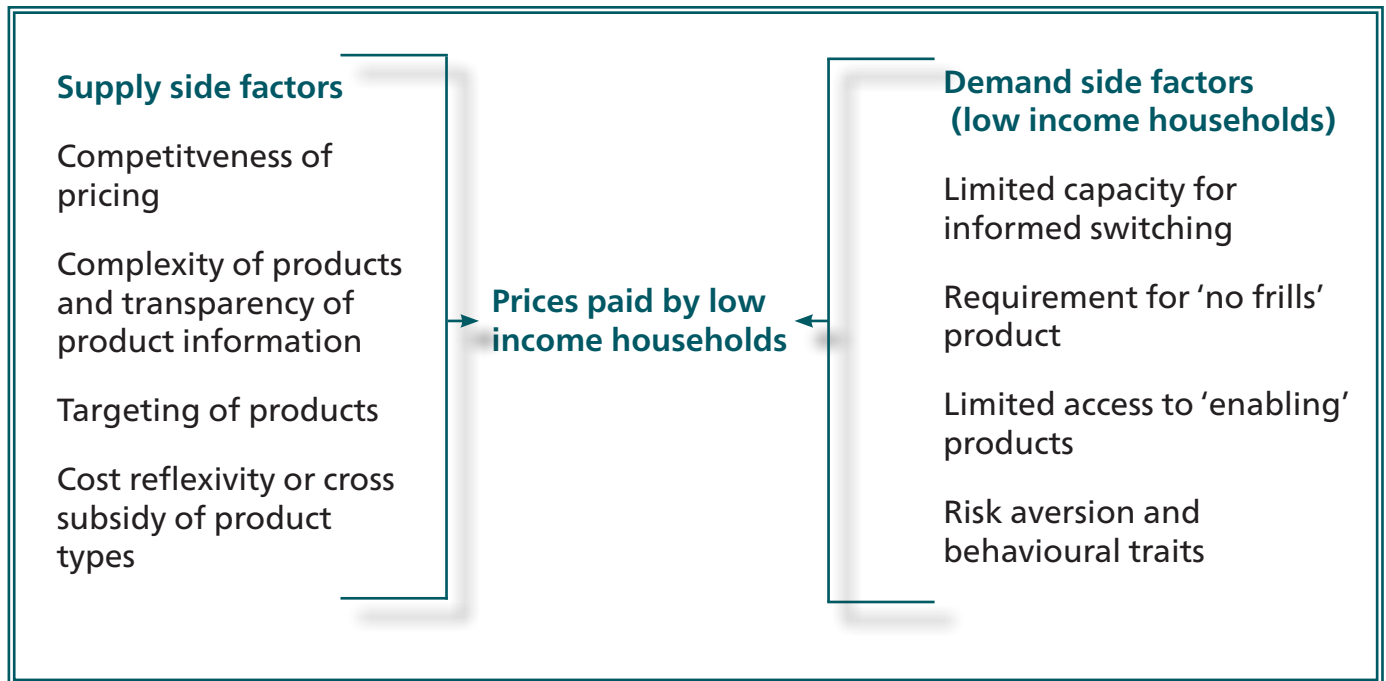 Supply side factors
Competitveness of
pricing
Complexity of products
and transparency of
product information
Targeting of products
Cost reflexivity or cross
subsidy of product
types
Prices paid by low
income households
Demand side factors
(low income households)
Limited capacity for
informed switching
Requirement for ‘no frills’
product
Limited access to ‘enabling’
products
Risk aversion and
behavioural traits